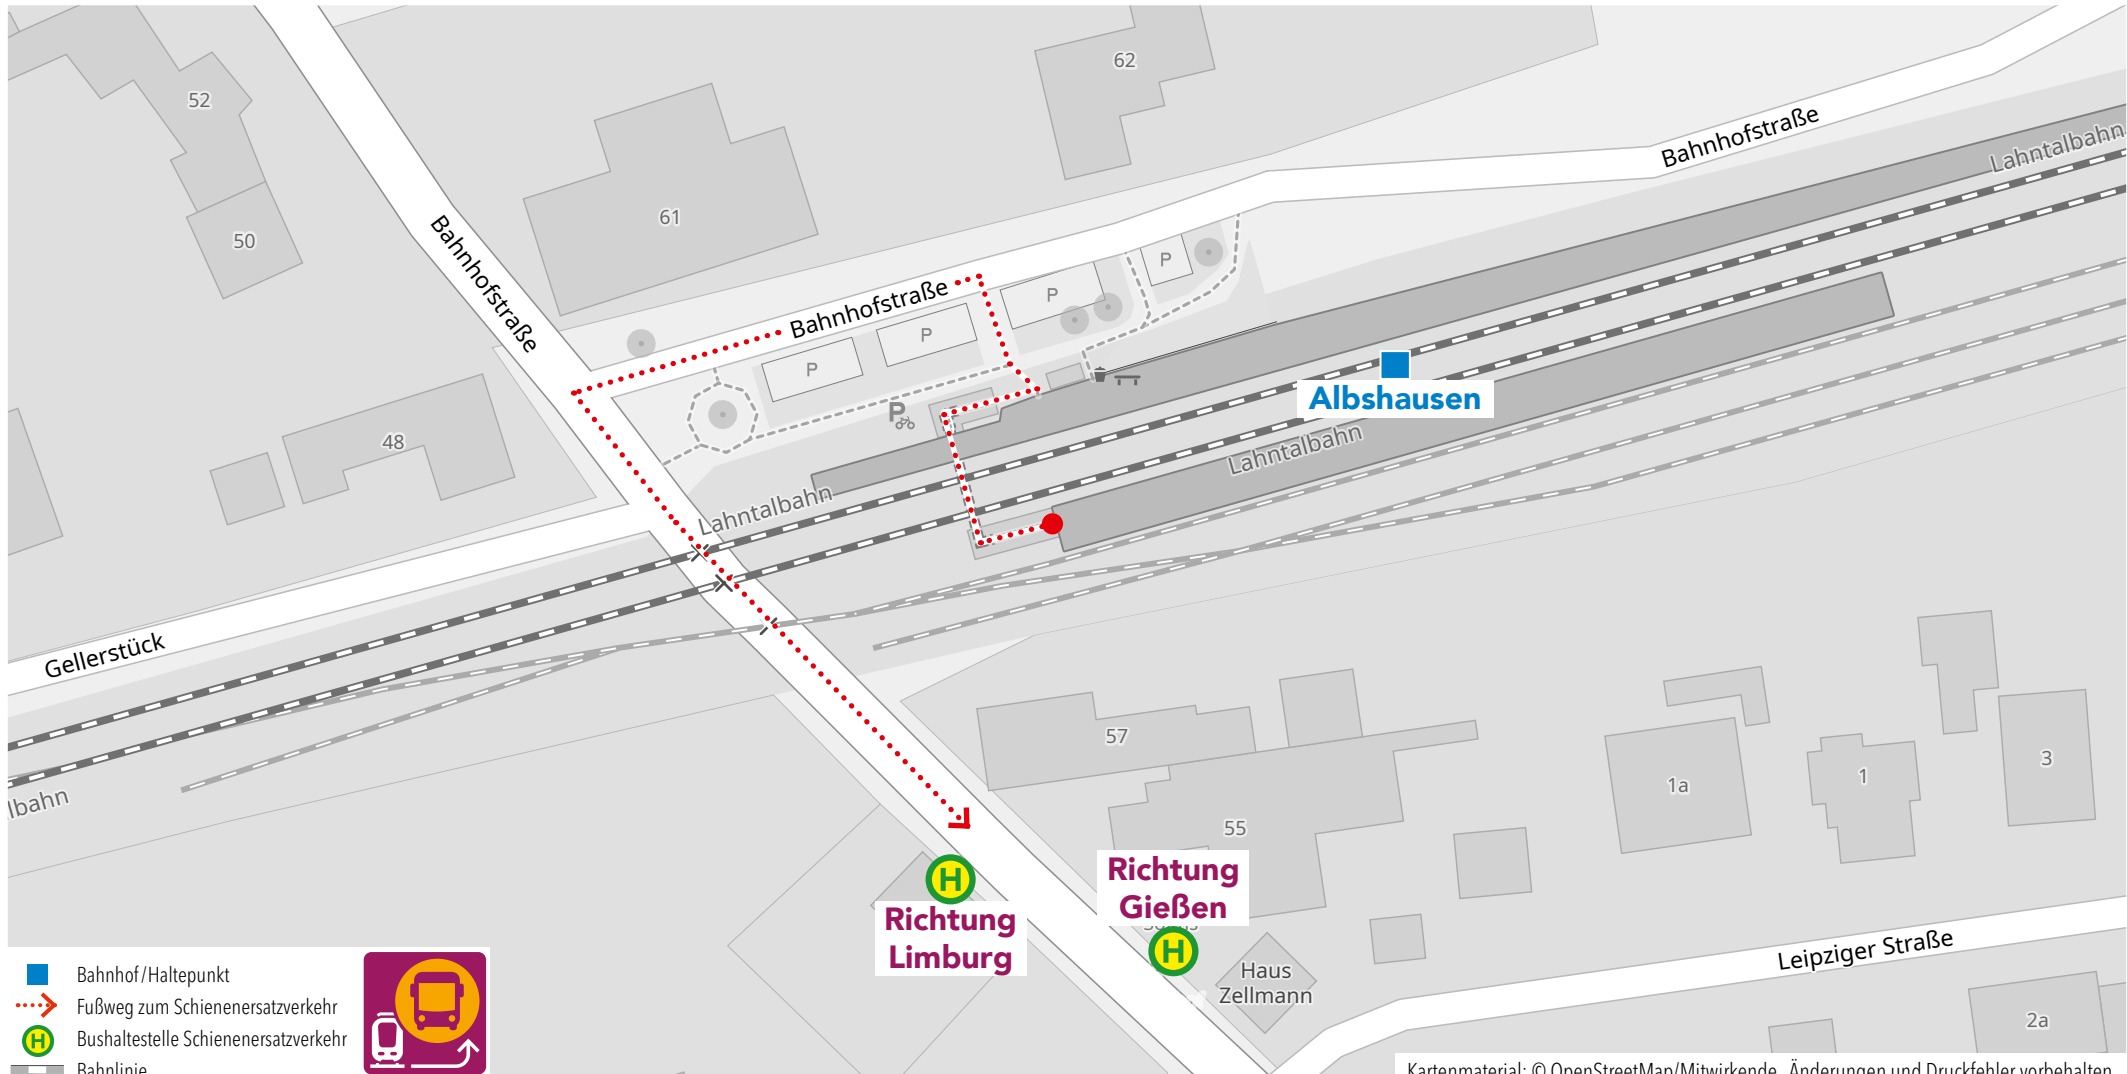 62
52
Bahnhofstraße
Lahntalbahn
61
Bahnhofstraße
50
P
Bahnhofstraße
P
P
P
Albshausen
P
48
Lahntalbahn
Lahntalbahn
Gellerstück
57
3
1
1a
lbahn
55
Richtung
Gießen
H
Richtung
Limburg
H
Leipziger Straße
Haus
Zellmann
2a
Bahnhof/Haltepunkt
Fußweg zum Schienenersatzverkehr
H
Bushaltestelle Schienenersatzverkehr
Bahnlinie
Kartenmaterial: © OpenStreetMap/Mitwirkende, Änderungen und Druckfehler vorbehalten